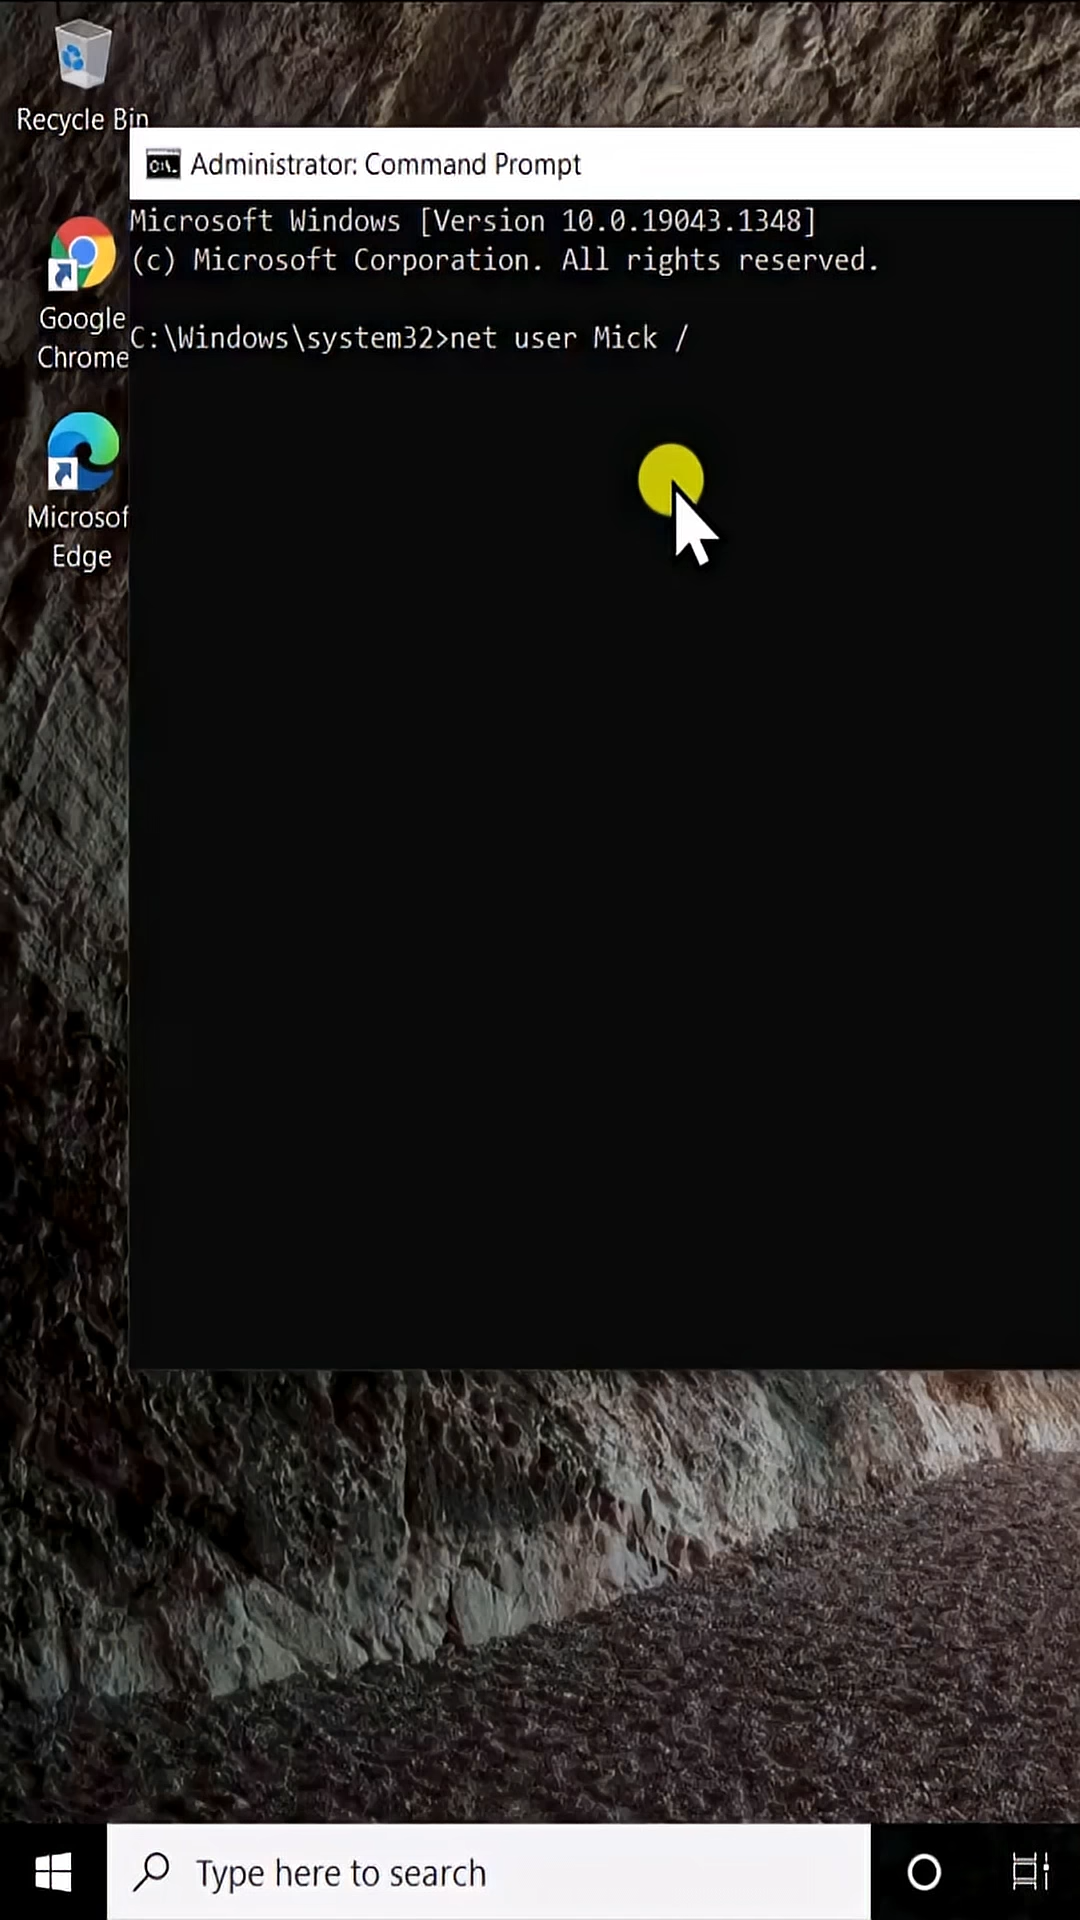 Recycle Bin
Administrator: Command Prompt
Microsoft Windows [Version 10.0.19043.1348]
(c) Microsoft Corporation. All rights reserved.
C:\Windows\system32>net user Mick /
Google
Chrome
Microsof
Edge
Type here to search